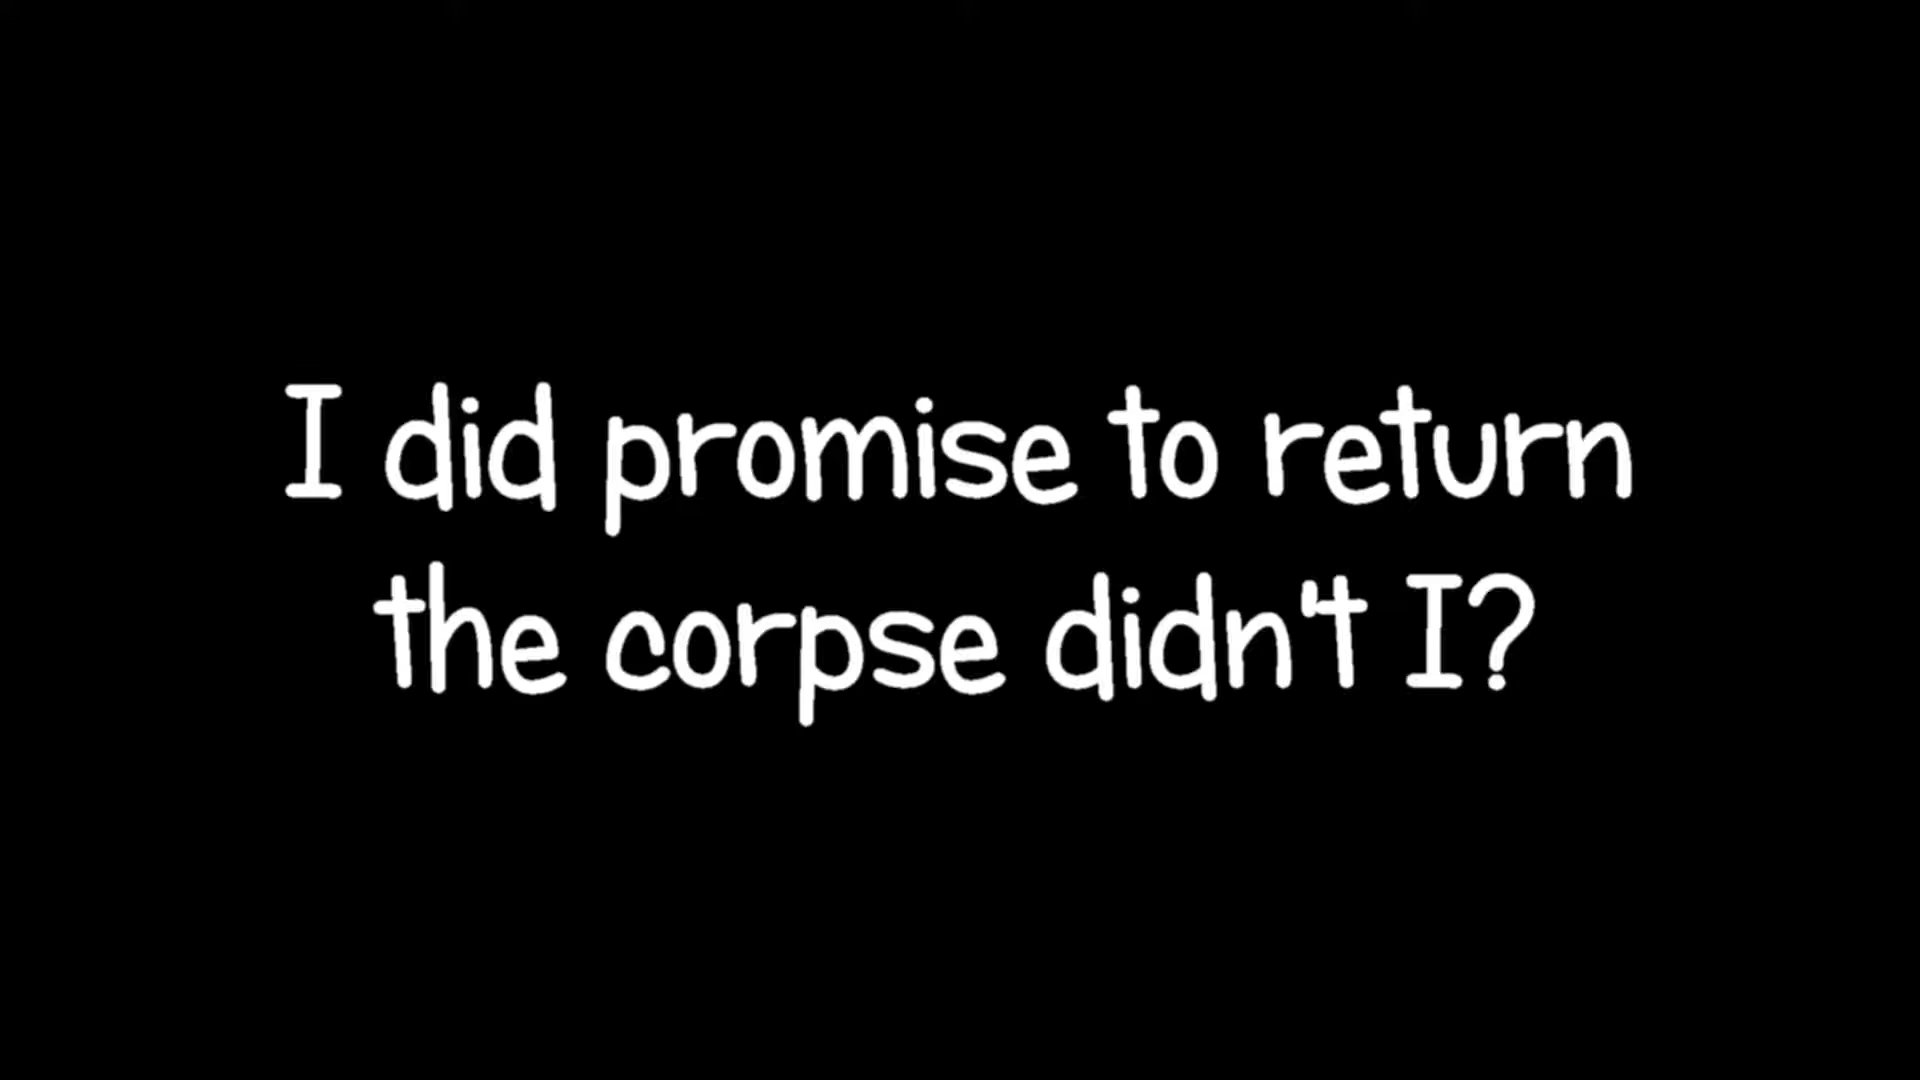 I did promise to return
the corpse didn't I?